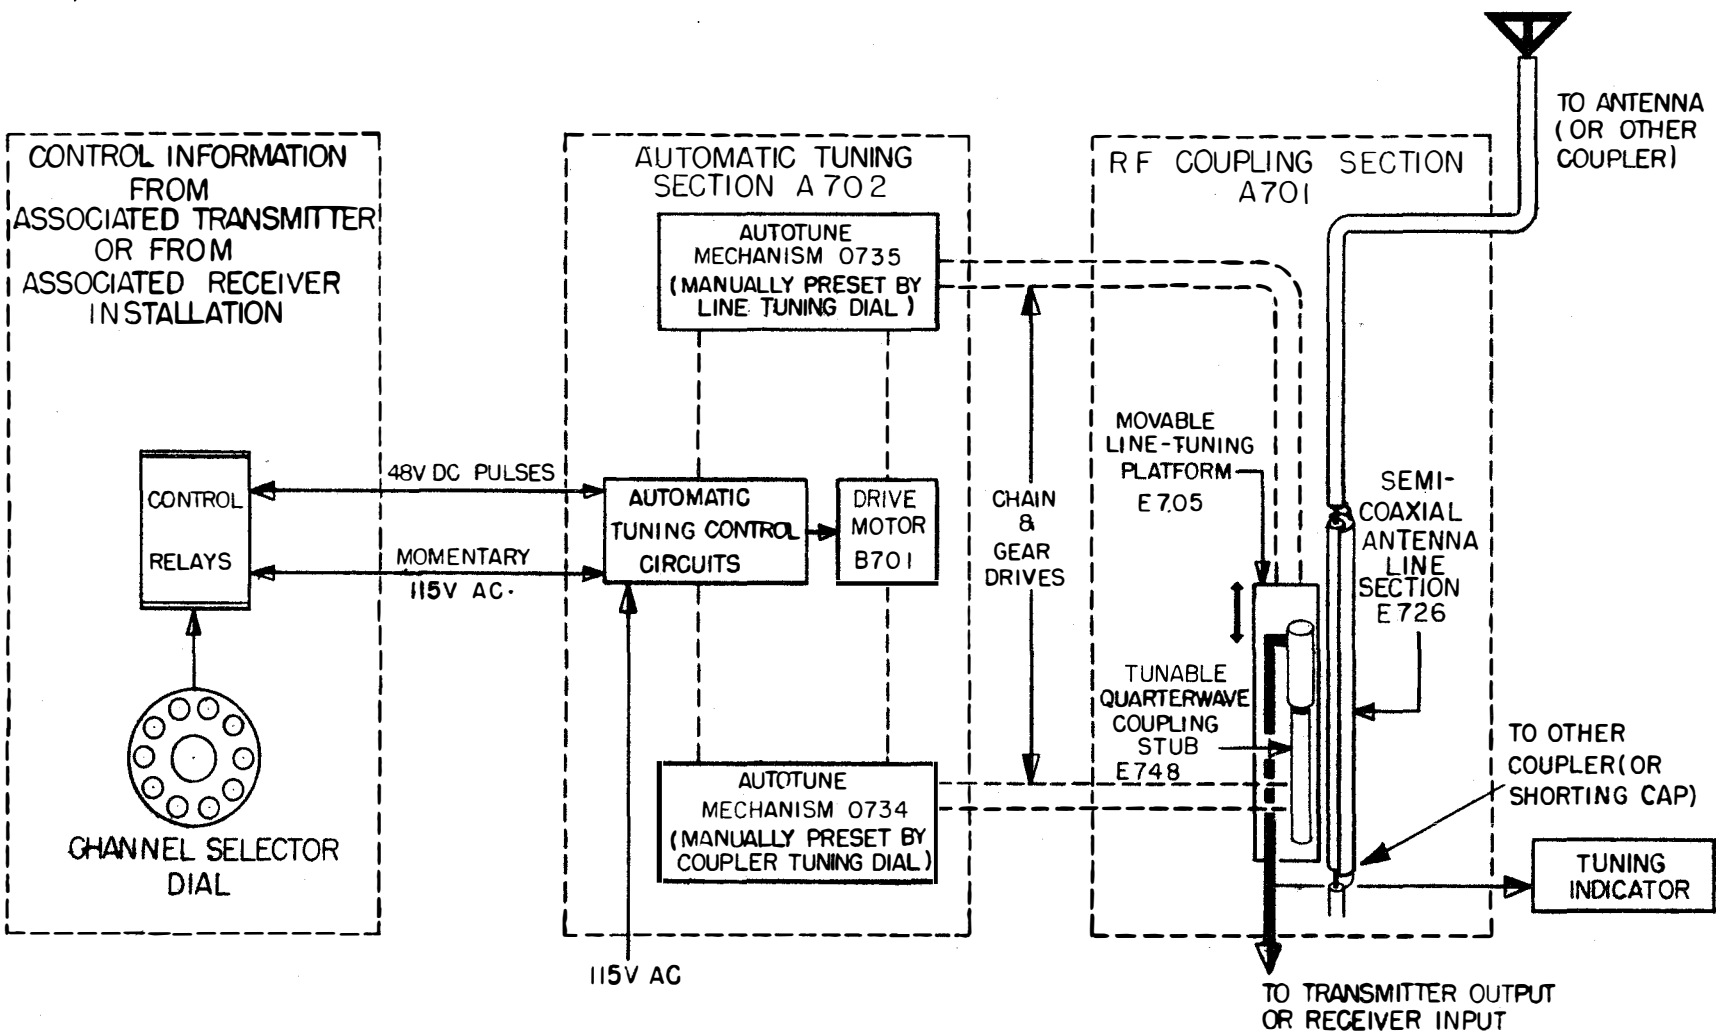 CONTROL INFORMATION
FROM
ASSOCIATED TRANSMITTER
OR FROM
ASSOCIATED RECEIVER
INSTALLATION
CONTROL
RELAYS
CHANNEL SELECTOR
DIAL
48V DC PULSES
MOMENTARY
115V AC.
AUTOMATIC TUNING
SECTION A702
AUTOTUNE
MECHANISM O735
(MANUALLY PRESET BY
LINE TUNING DIAL)
AUTOMATIC
TUNING CONTROL
CIRCUITS
DRIVE
MOTOR
B701
AUTOTUNE
MECHANISM O734
(MANUALLY PRESET BY
COUPLER TUNING DIAL)
115V AC
CHAIN
&
GEAR
DRIVES
RF COUPLING SECTION
A701
MOVABLE
LINE-TUNING
PLATFORM
E705
TUNABLE
QUARTERWAVE
COUPLING
STUB
E748
SEMI-
COAXIAL
ANTENNA
LINE
SECTION
E726
TO ANTENNA
(OR OTHER
COUPLER)
TO OTHER
COUPLER(OR
SHORTING CAP)
TUNING
INDICATOR
TO TRANSMITTER OUTPUT
OR RECEIVER INPUT